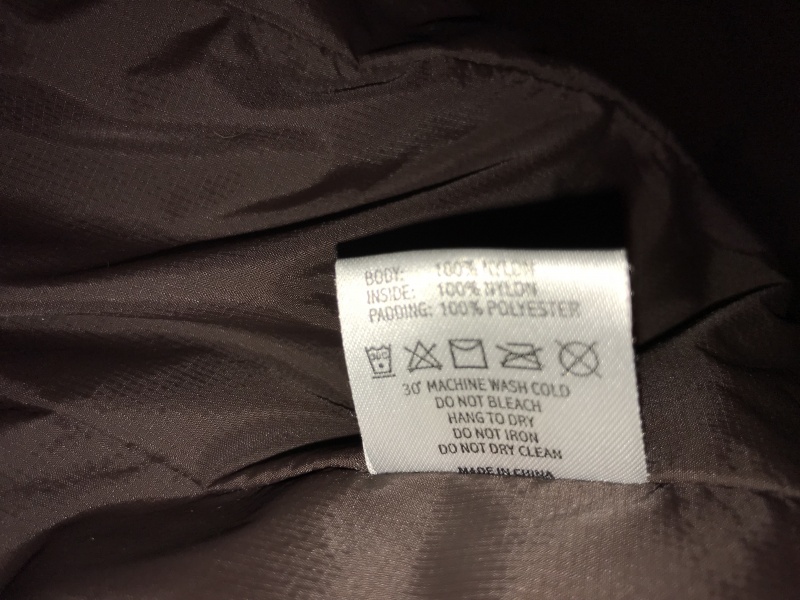 BODY: 100% NYLON
INSIDE: 100% NYLON
PADDING: 100% POLYESTER
30°
30° MACHINE WASH COLD
DO NOT BLEACH
HANG TO DRY
DO NOT IRON
DO NOT DRY CLEAN
MADE IN CHINA